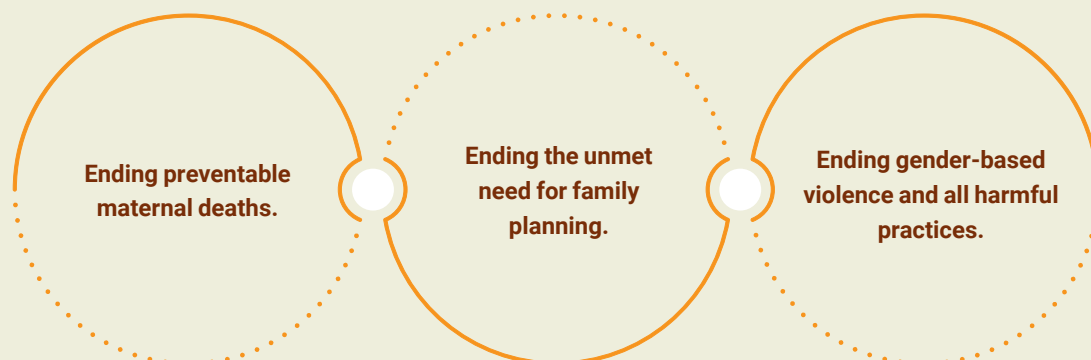 Ending preventable
maternal deaths.
Ending the unmet
need for family
planning.
Ending gender-based
violence and all harmful
practices.